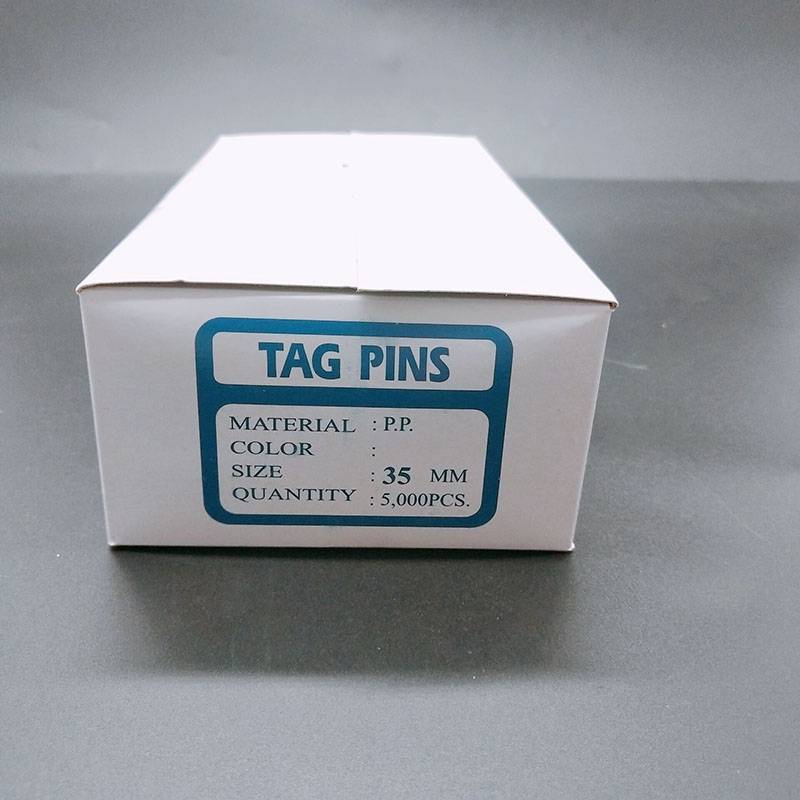 TAG PINS
MATERIAL : P.P.
COLOR :
SIZE : 35 MM
QUANTITY : 5,000PCS.